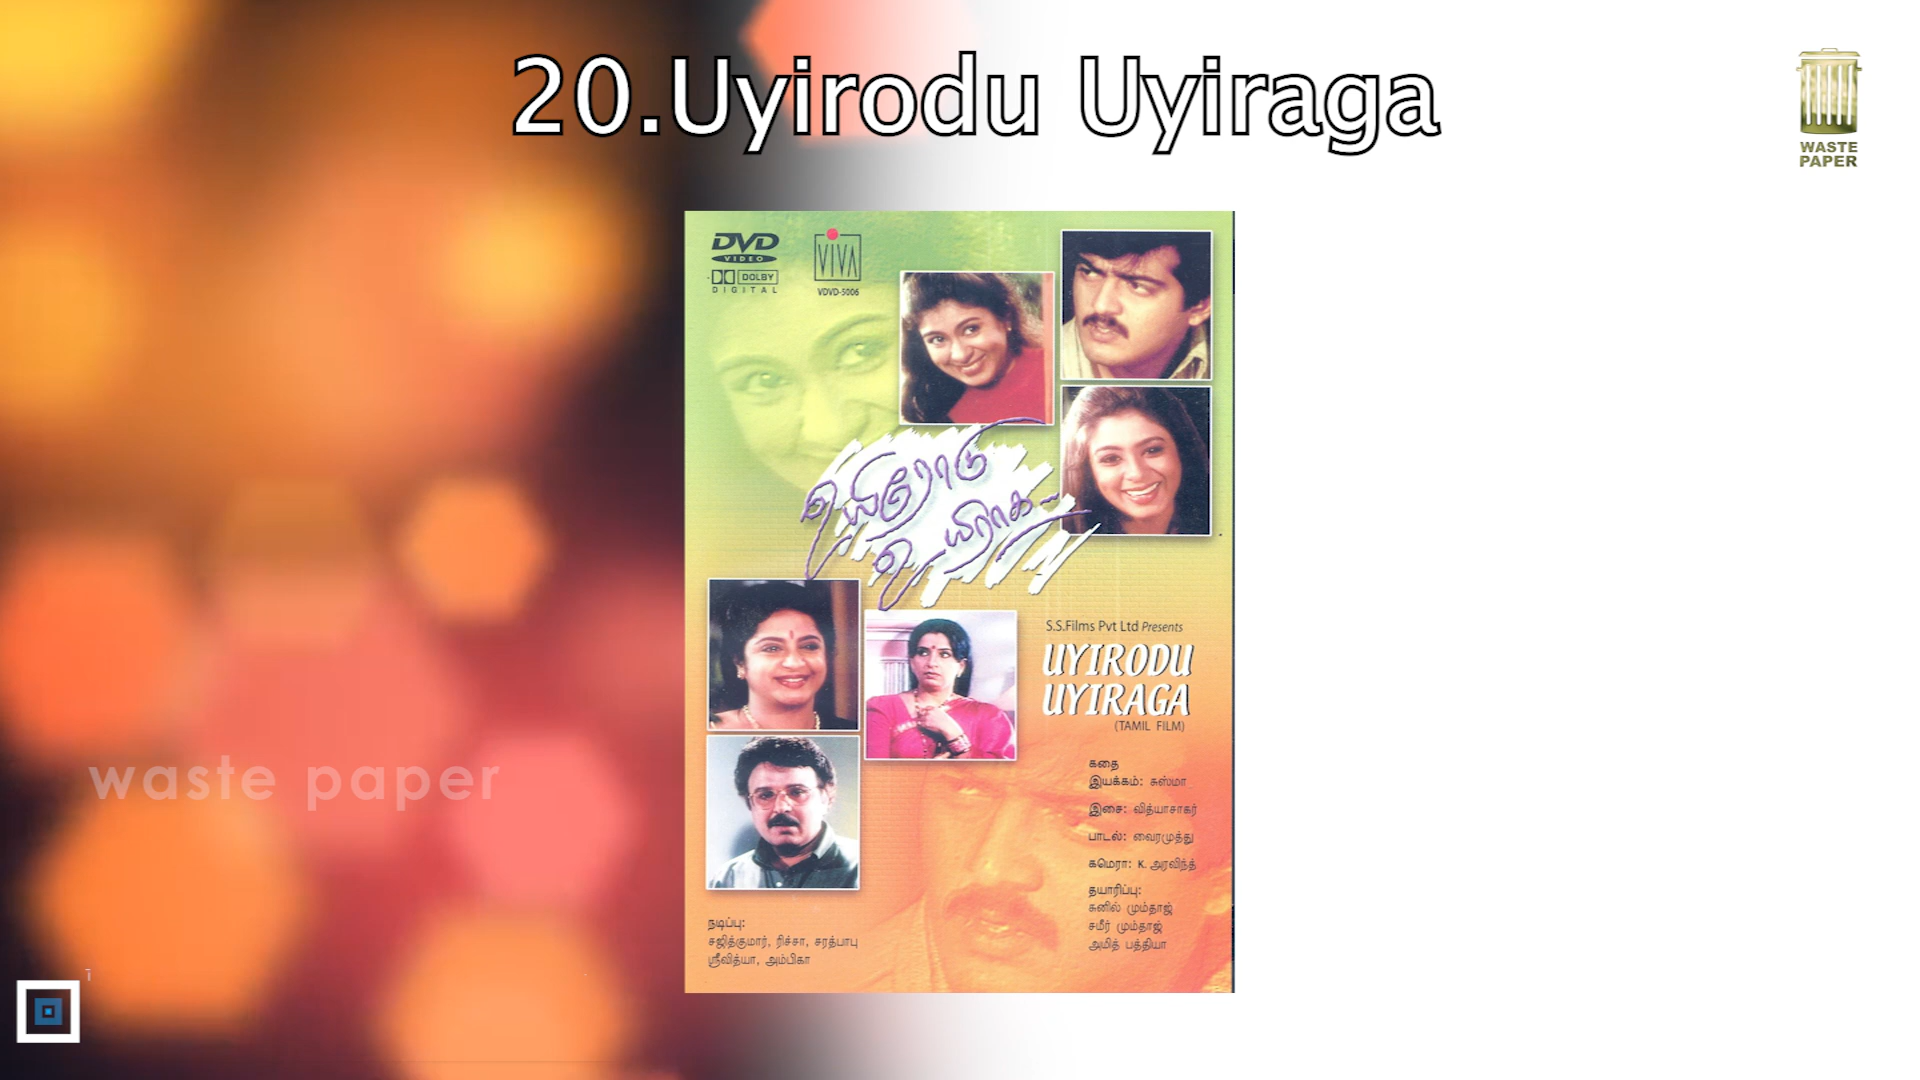 20.Uyirodu Uyiraga
WASTE
PAPER
DVD
VIDEO
DOLBY
DIGITAL
VIVA
VDVD-5006
உயிரோடு
உயிராக
S.S.Films Pvt Ltd Presents
UYIRODU
UYIRAGA
(TAMIL FILM)
கதை
இயக்கம்: சுஸ்மா
இசை: வித்யாசாகர்
பாடல்: வைரமுத்து
கமெரா: K. அரவிந்த்
தயாரிப்பு:
சுனில் மும்தாஜ்
சமீர் மும்தாஜ்
அமித் பத்தியா
நடிப்பு:
சஜித்குமார், ரிச்சா, சரத்பாபு
ஸ்ரீவித்யா, அம்பிகா
waste paper